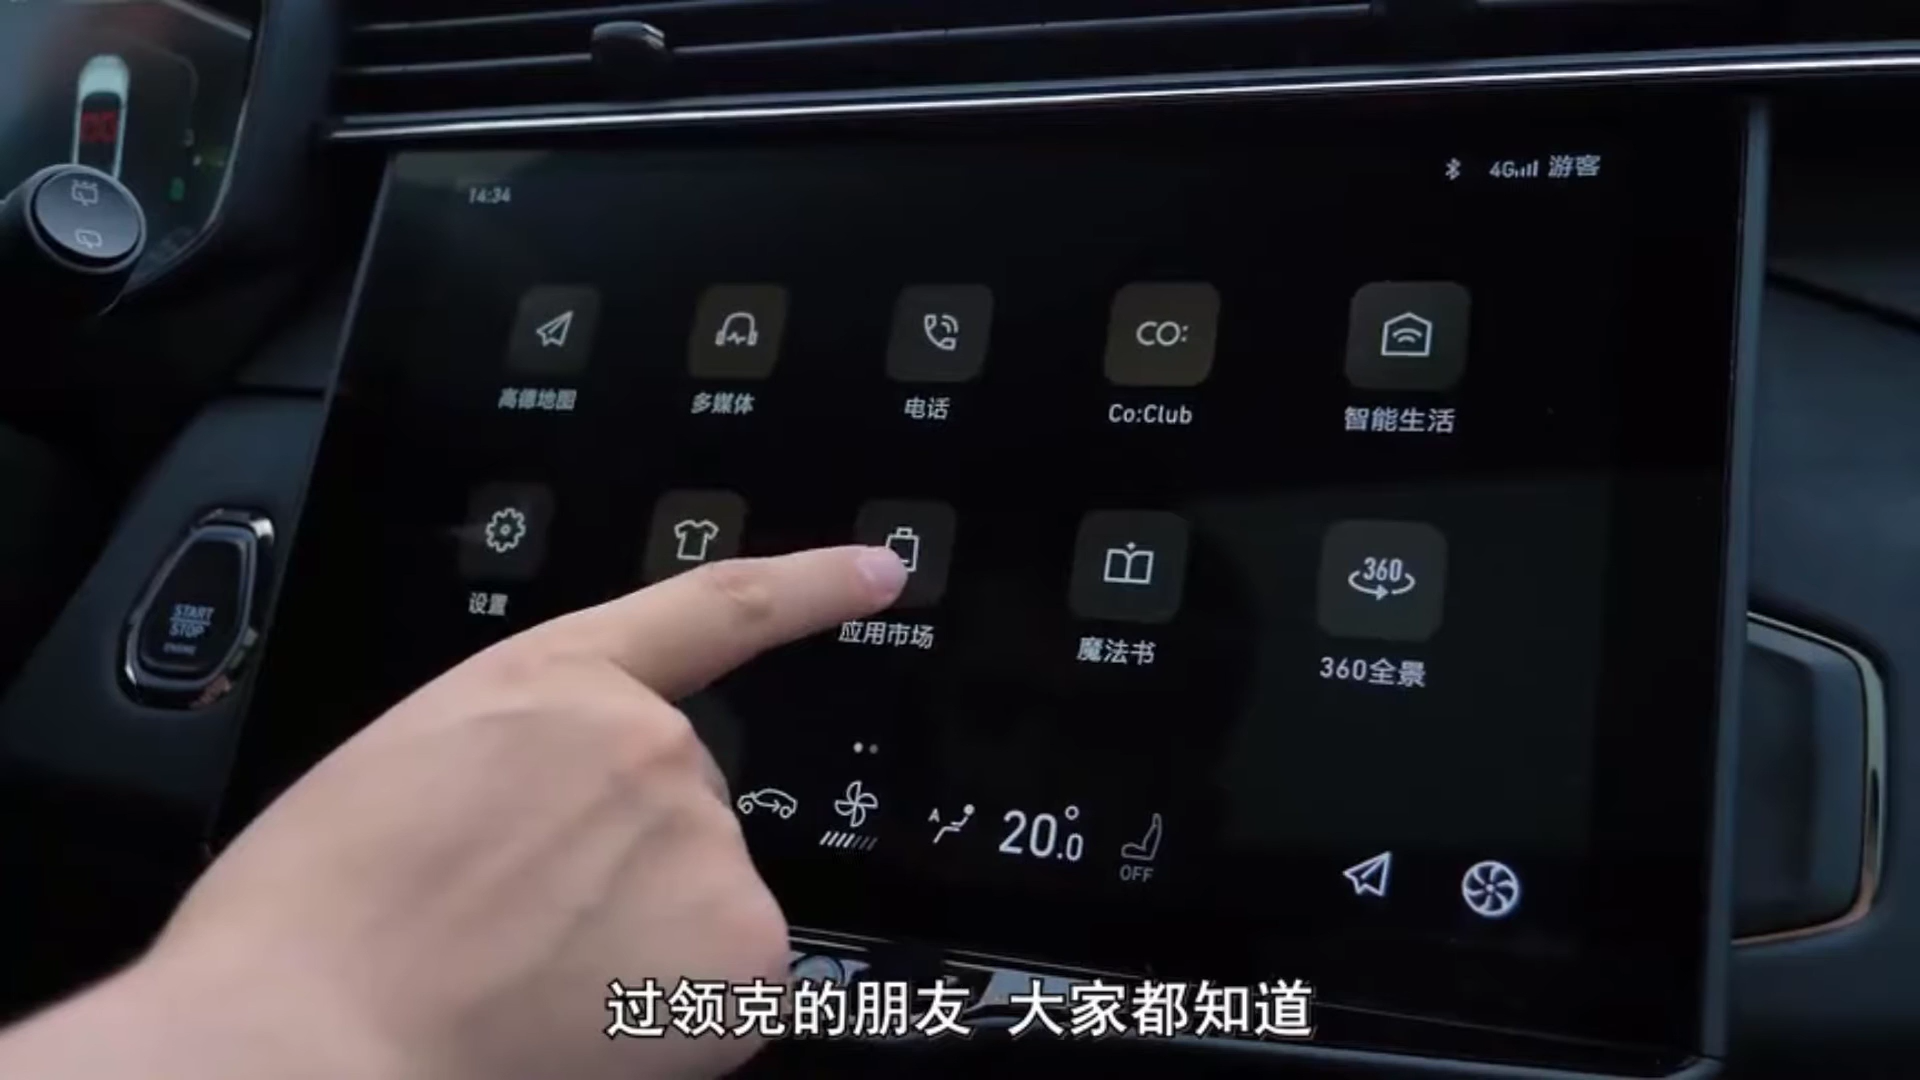 14:34
4G 游客
高德地图
多媒体
电话
CO:
Co:Club
智能生活
设置
应用市场
魔法书
360
360全景
START
STOP
ENGINE
A
20.0°
OFF
过领克的朋友 大家都知道